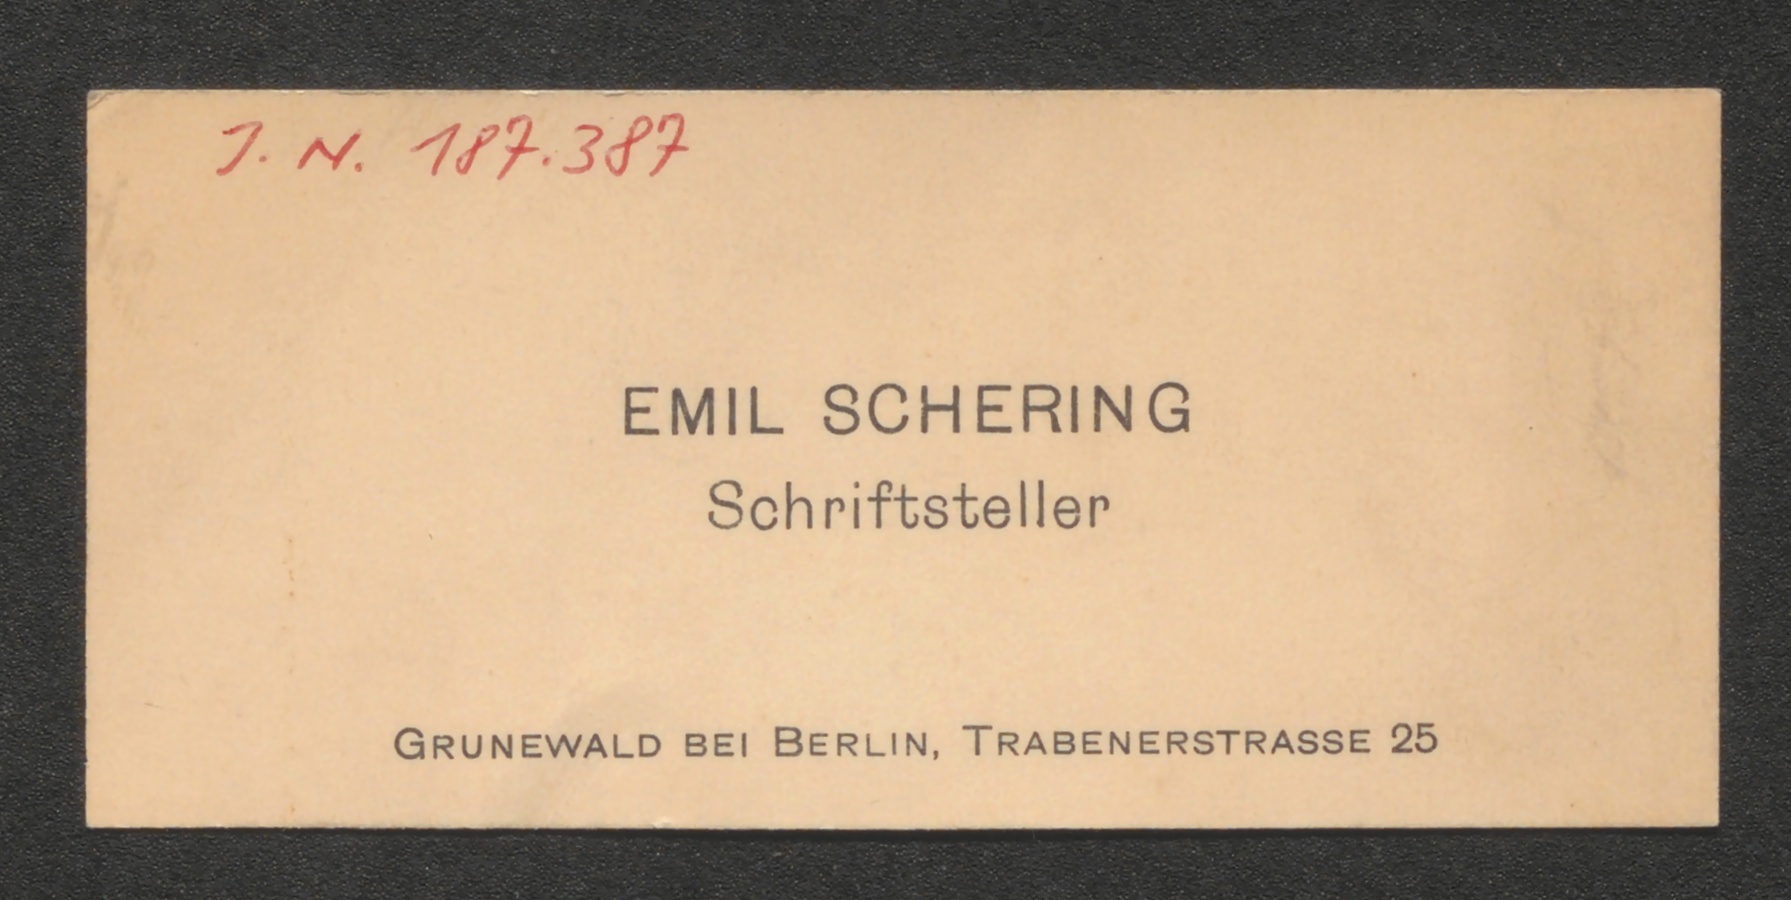 J. N. 187.387
EMIL SCHERING
Schriftsteller
GRUNEWALD BEI BERLIN, TRABENERSTRASSE 25